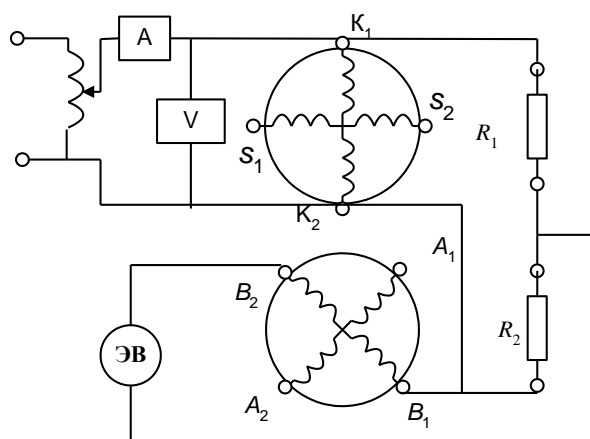 A
K₁
V
S₁
S₂
R₁
K₂
A₁
B₂
R₂
ЭВ
A₂
B₁